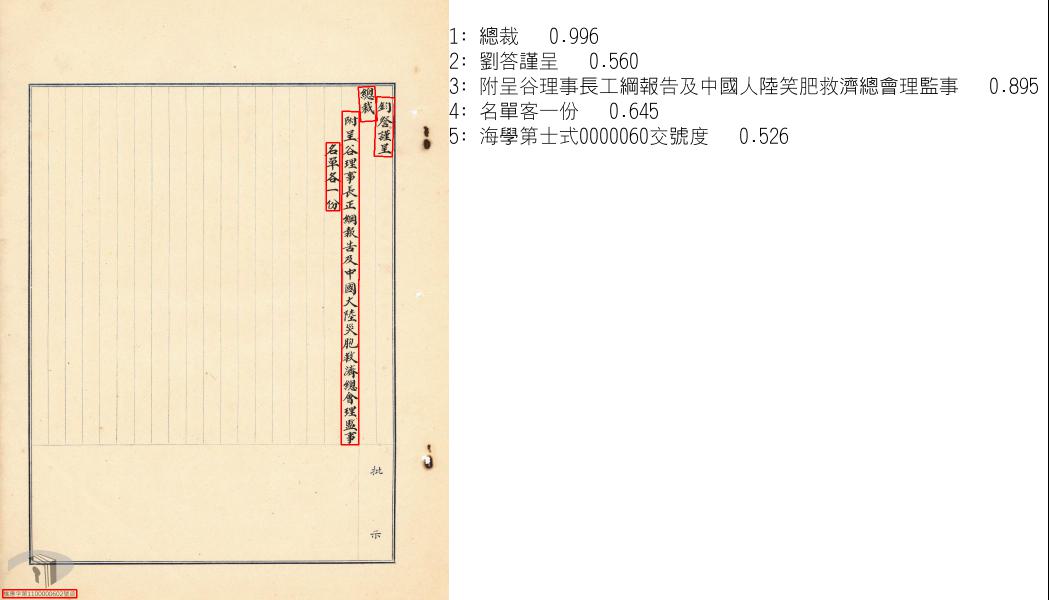 鈞詧謹呈
總裁
附呈谷理事長正綱報告及中國大陸災胞救濟總會理監事
名單各一份
批
示
1: 總裁 0.996
2: 劉答謹呈 0.560
3: 附呈谷理事長工綱報告及中國人陸笑肥救濟總會理監事 0.895
4: 名單客一份 0.645
5: 海學第士式0000060交號度 0.526